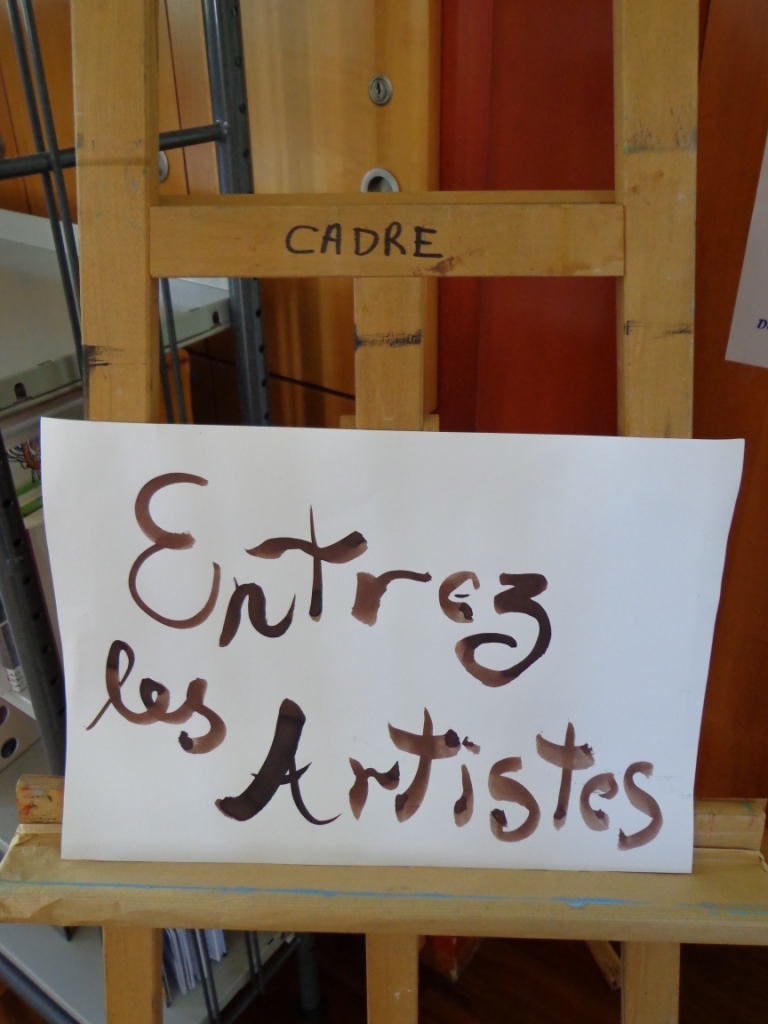 CADRE
Entrez
les
Artistes